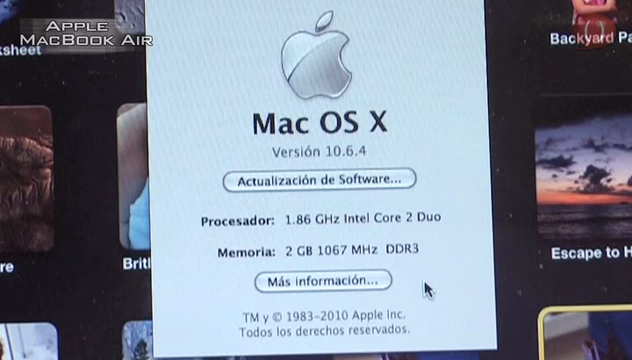 APPLE
MACBOOK AIR
ksheet
Backyard Pa
Mac OS X
Versión 10.6.4
Actualización de Software...
Procesador: 1.86 GHz Intel Core 2 Duo
Memoria: 2 GB 1067 MHz DDR3
Escape to H
re
Britl
Más información...
TM y © 1983-2010 Apple Inc.
Todos los derechos reservados.